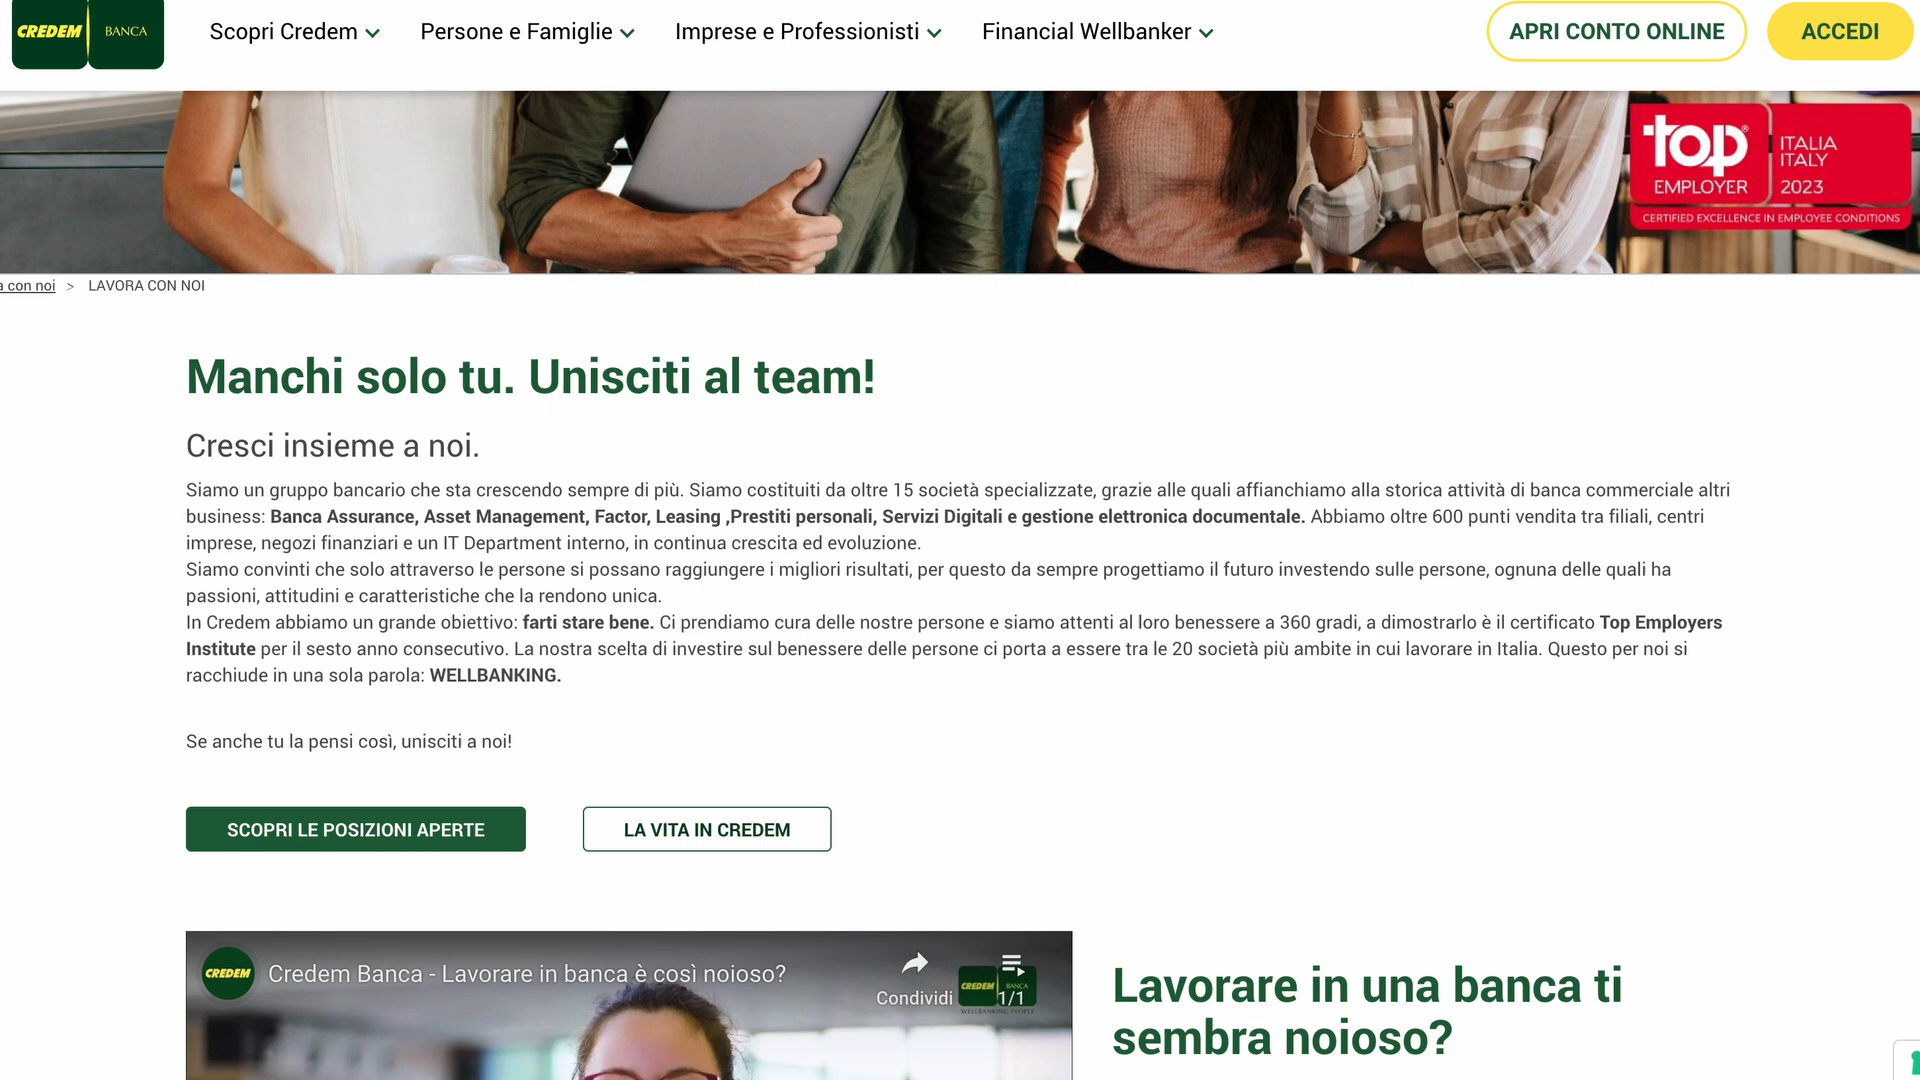 CREDEM BANCA
Scopri Credem
Persone e Famiglie
Imprese e Professionisti
Financial Wellbanker
APRI CONTO ONLINE
ACCEDI
top
EMPLOYER
ITALIA
ITALY
2023
CERTIFIED EXCELLENCE IN EMPLOYEE CONDITIONS
a con noi > LAVORA CON NOI
Manchi solo tu. Unisciti al team!
Cresci insieme a noi.
Siamo un gruppo bancario che sta crescendo sempre di più. Siamo costituiti da oltre 15 società specializzate, grazie alle quali affianchiamo alla storica attività di banca commerciale altri
business: Banca Assurance, Asset Management, Factor, Leasing ,Prestiti personali, Servizi Digitali e gestione elettronica documentale. Abbiamo oltre 600 punti vendita tra filiali, centri
imprese, negozi finanziari e un IT Department interno, in continua crescita ed evoluzione.
Siamo convinti che solo attraverso le persone si possano raggiungere i migliori risultati, per questo da sempre progettiamo il futuro investendo sulle persone, ognuna delle quali ha
passioni, attitudini e caratteristiche che la rendono unica.
In Credem abbiamo un grande obiettivo: farti stare bene. Ci prendiamo cura delle nostre persone e siamo attenti al loro benessere a 360 gradi, a dimostrarlo è il certificato Top Employers
Institute per il sesto anno consecutivo. La nostra scelta di investire sul benessere delle persone ci porta a essere tra le 20 società più ambite in cui lavorare in Italia. Questo per noi si
racchiude in una sola parola: WELLBANKING.
Se anche tu la pensi così, unisciti a noi!
SCOPRI LE POSIZIONI APERTE
LA VITA IN CREDEM
CREDEM
Credem Banca - Lavorare in banca è così noioso?
Condividi
CREDEM BANCA
1/1
WELLBANKING PEOPLE
Lavorare in una banca ti
sembra noioso?